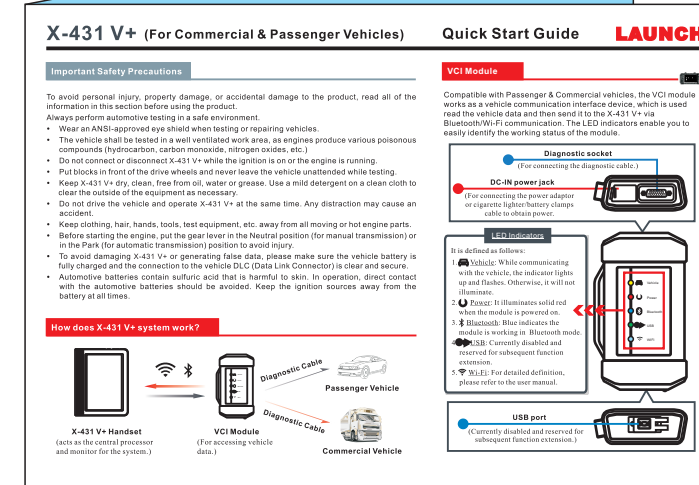 X-431 V+ (For Commercial & Passenger Vehicles)
Quick Start Guide
LAUNCH
Important Safety Precautions
To avoid personal injury, property damage, or accidental damage to the product, read all of the
information in this section before using the product.
Always perform automotive testing in a safe environment.
• Wear an ANSI-approved eye shield when testing or repairing vehicles.
• The vehicle shall be tested in a well ventilated work area, as engines produce various poisonous
compounds (hydrocarbon, carbon monoxide, nitrogen oxides, etc.)
• Do not connect or disconnect X-431 V+ while the ignition is on or the engine is running.
• Put blocks in front of the drive wheels and never leave the vehicle unattended while testing.
• Keep X-431 V+ dry, clean, free from oil, water or grease. Use a mild detergent on a clean cloth to
clear the outside of the equipment as necessary.
• Do not drive the vehicle and operate X-431 V+ at the same time. Any distraction may cause an
accident.
• Keep clothing, hair, hands, tools, test equipment, etc. away from all moving or hot engine parts.
• Before starting the engine, put the gear lever in the Neutral position (for manual transmission) or
in the Park (for automatic transmission) position to avoid injury.
• To avoid damaging X-431 V+ or generating false data, please make sure the vehicle battery is
fully charged and the connection to the vehicle DLC (Data Link Connector) is clear and secure.
• Automotive batteries contain sulfuric acid that is harmful to skin. In operation, direct contact
with the automotive batteries should be avoided. Keep the ignition sources away from the
battery at all times.
How does X-431 V+ system work?
Diagnostic Cable
Passenger Vehicle
Diagnostic Cable
Commercial Vehicle
X-431 V+ Handset
(acts as the central processor
and monitor for the system.)
VCI Module
(For accessing vehicle
data.)
VCI Module
Compatible with Passenger & Commercial vehicles, the VCI module
works as a vehicle communication interface device, which is used
read the vehicle data and then send it to the X-431 V+ via
Bluetooth/Wi-Fi communication. The LED indicators enable you to
easily identify the working status of the module.
Diagnostic socket
(For connecting the diagnostic cable.)
DC-IN power jack
(For connecting the power adaptor
or cigarette lighter/battery clamps
cable to obtain power.
LED Indicators
It is defined as follows:
1. Vehicle: While communicating
with the vehicle, the indicator lights
up and flashes. Otherwise, it will not
illuminate.
2. Power: It illuminates solid red
when the module is powered on.
3. Bluetooth: Blue indicates the
module is working in Bluetooth mode.
4. USB: Currently disabled and
reserved for subsequent function
extension.
5. Wi-Fi: For detailed definition,
please refer to the user manual.
Vehicle
Power
Bluetooth
USB
WIFI
USB port
(Currently disabled and reserved for
subsequent function extension.)